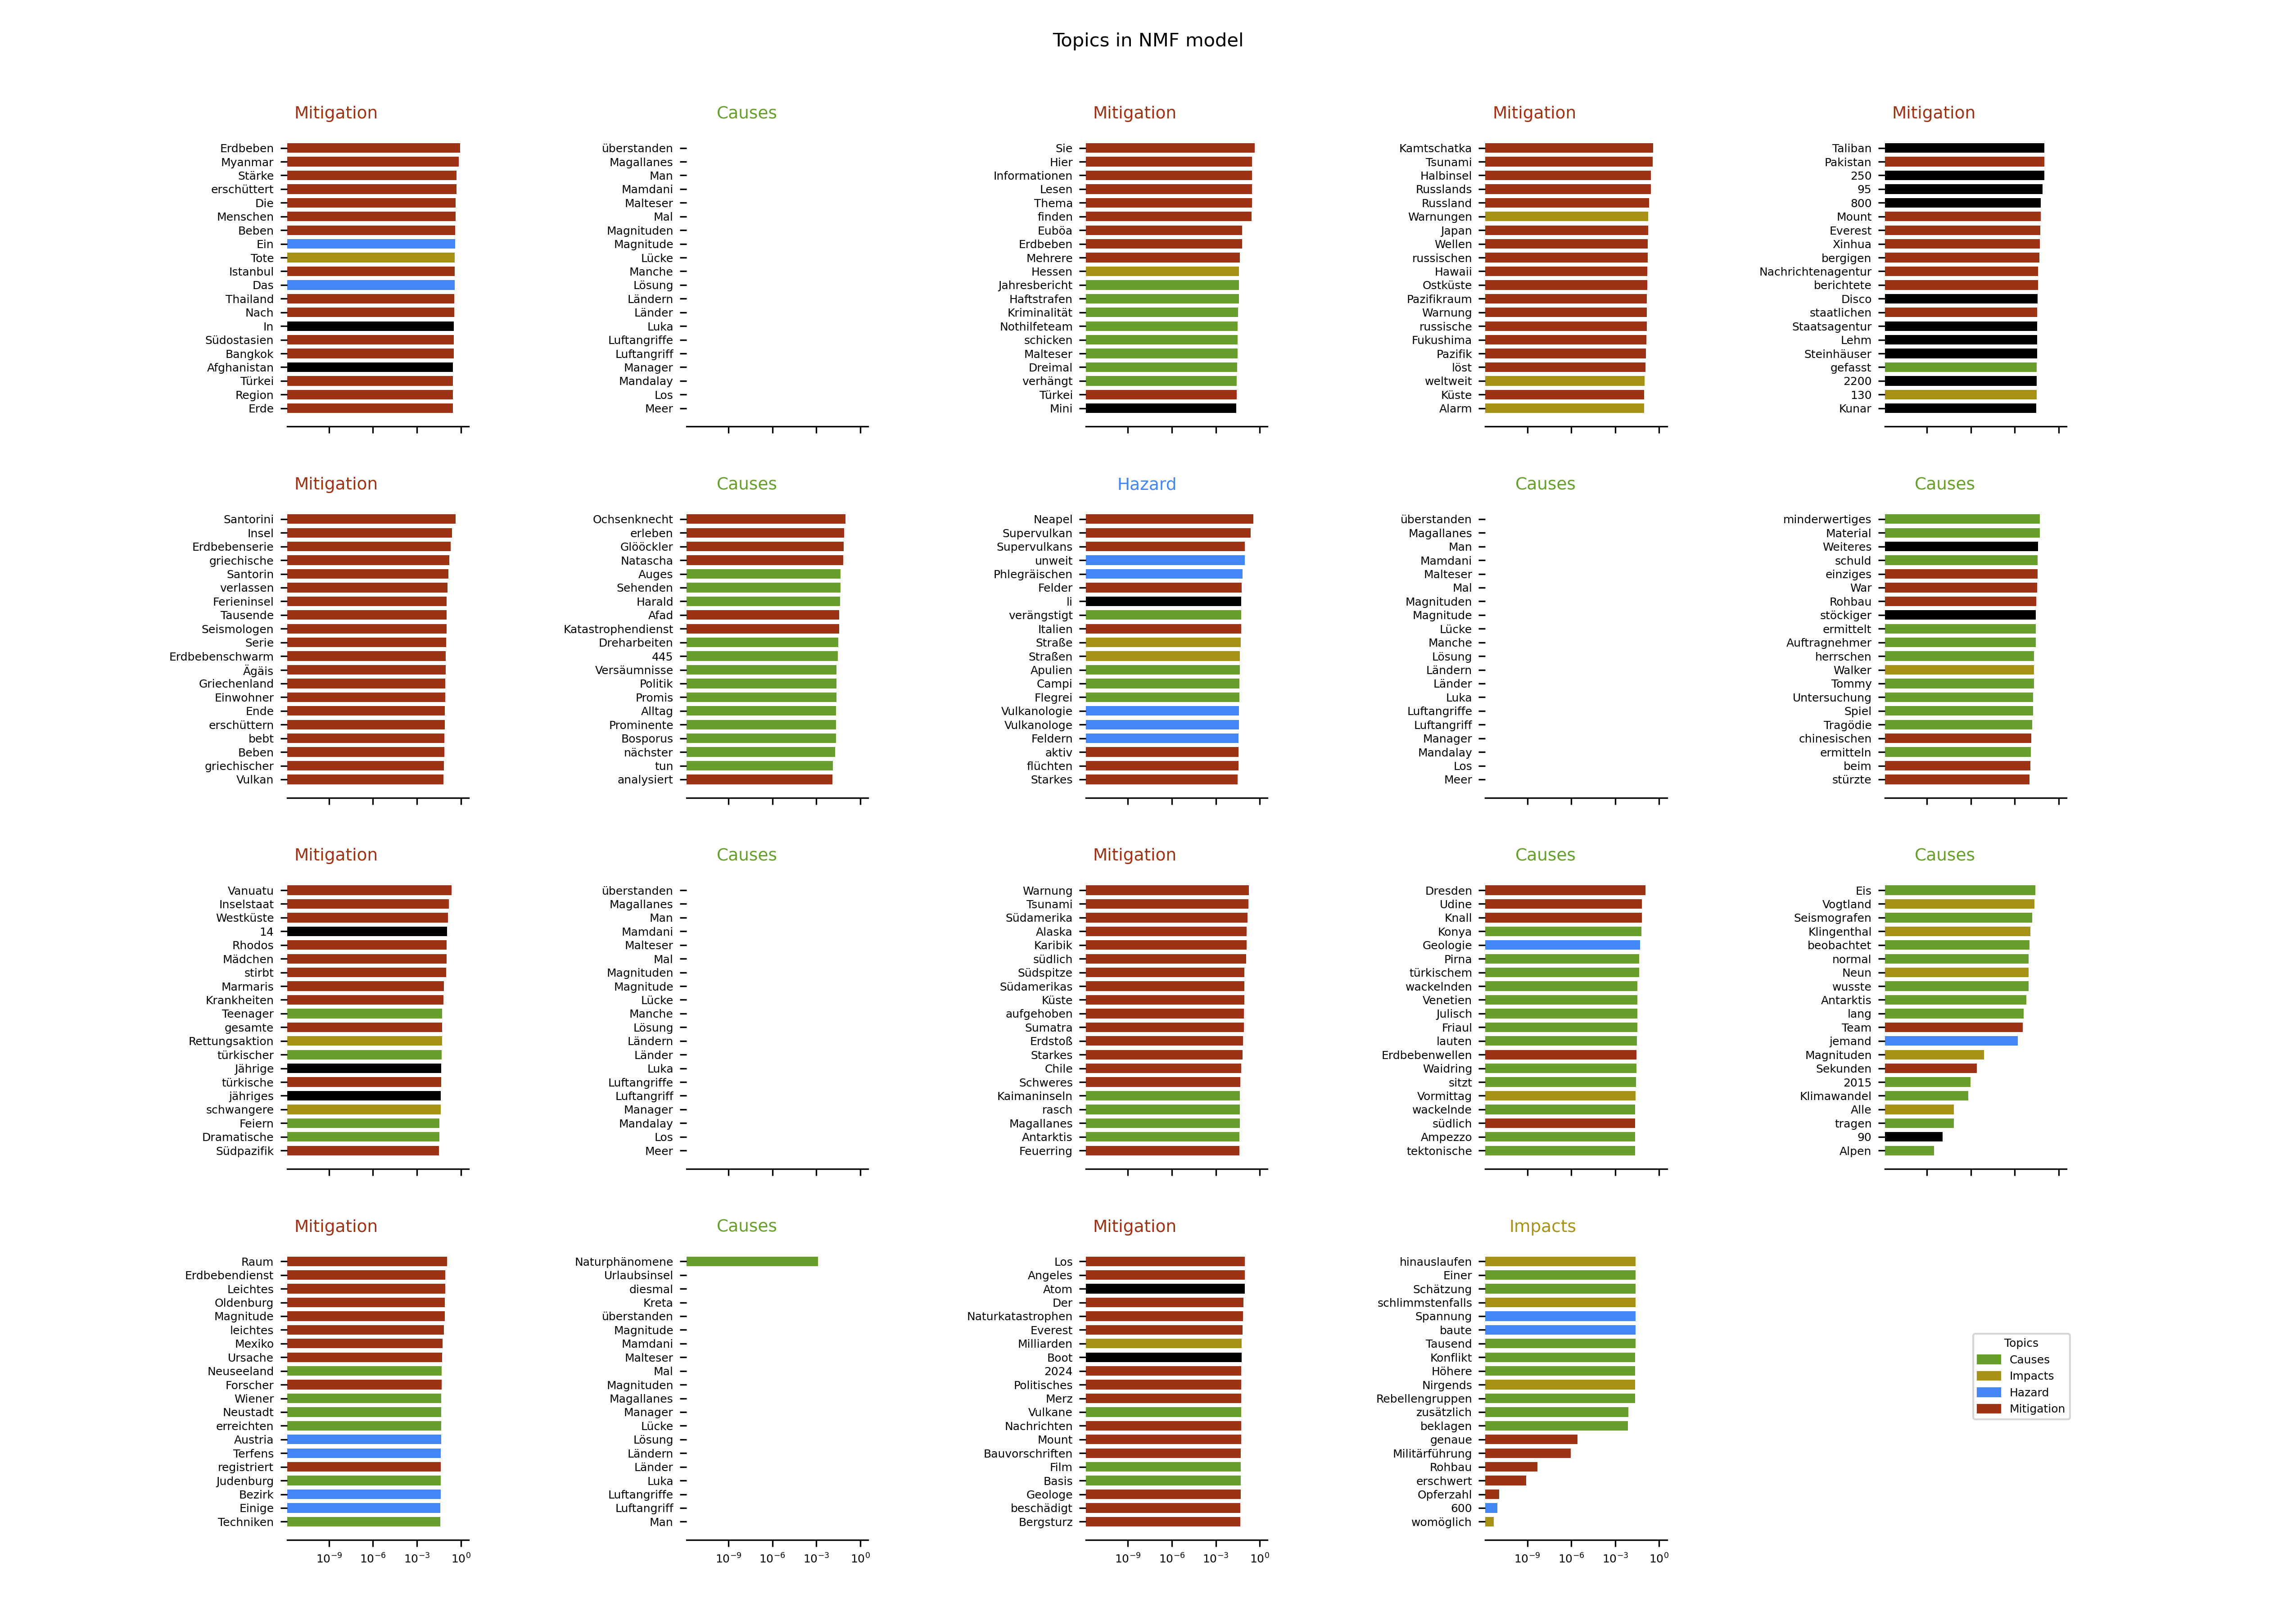 Topics in NMF model
Mitigation
Erdbeben
Myanmar
Stärke
erschüttert
Die
Menschen
Beben
Ein
Tote
Istanbul
Das
Thailand
Nach
In
Südostasien
Bangkok
Afghanistan
Türkei
Region
Erde
Causes
überstanden
Magallanes
Man
Mamdani
Malteser
Mal
Magnituden
Magnitude
Lücke
Manche
Lösung
Ländern
Länder
Luka
Luftangriffe
Luftangriff
Manager
Mandalay
Los
Meer
Mitigation
Sie
Hier
Informationen
Lesen
Thema
finden
Euböa
Erdbeben
Mehrere
Hessen
Jahresbericht
Haftstrafen
Kriminalität
Nothilfeteam
schicken
Malteser
Dreimal
verhängt
Türkei
Mini
Mitigation
Kamtschatka
Tsunami
Halbinsel
Russlands
Russland
Warnungen
Japan
Wellen
russischen
Hawaii
Ostküste
Pazifikraum
Warnung
russische
Fukushima
Pazifik
löst
weltweit
Küste
Alarm
Mitigation
Taliban
Pakistan
250
95
800
Mount
Everest
Xinhua
bergigen
Nachrichtenagentur
berichtete
Disco
staatlichen
Staatsagentur
Lehm
Steinhäuser
gefasst
2200
130
Kunar
Mitigation
Santorini
Insel
Erdbebenserie
griechische
Santorin
verlassen
Ferieninsel
Tausende
Seismologen
Serie
Erdbebenschwarm
Ägäis
Griechenland
Einwohner
Ende
erschüttern
bebt
Beben
griechischer
Vulkan
Causes
Ochsenknecht
erleben
Glööckler
Natascha
Auges
Sehenden
Harald
Afad
Katastrophendienst
Dreharbeiten
445
Versäumnisse
Politik
Promis
Alltag
Prominente
Bosporus
nächster
tun
analysiert
Hazard
Neapel
Supervulkan
Supervulkans
unweit
Phlegräischen
Felder
li
verängstigt
Italien
Straße
Straßen
Apulien
Campi
Flegrei
Vulkanologie
Vulkanologe
Feldern
aktiv
flüchten
Starkes
Causes
überstanden
Magallanes
Man
Mamdani
Malteser
Mal
Magnituden
Magnitude
Lücke
Manche
Lösung
Ländern
Länder
Luka
Luftangriffe
Luftangriff
Manager
Mandalay
Los
Meer
Causes
minderwertiges
Material
Weiteres
schuld
einziges
War
Rohbau
stöckiger
ermittelt
Auftragnehmer
herrschen
Walker
Tommy
Untersuchung
Spiel
Tragödie
chinesischen
ermitteln
beim
stürzte
Mitigation
Vanuatu
Inselstaat
Westküste
14
Rhodos
Mädchen
stirbt
Marmaris
Krankheiten
Teenager
gesamte
Rettungsaktion
türkischer
Jährige
türkische
jähriges
schwangere
Feiern
Dramatische
Südpazifik
Causes
überstanden
Magallanes
Man
Mamdani
Malteser
Mal
Magnituden
Magnitude
Lücke
Manche
Lösung
Ländern
Länder
Luka
Luftangriffe
Luftangriff
Manager
Mandalay
Los
Meer
Mitigation
Warnung
Tsunami
Südamerika
Alaska
Karibik
südlich
Südspitze
Südamerikas
Küste
aufgehoben
Sumatra
Erdstoß
Starkes
Chile
Schweres
Kaimaninseln
rasch
Magallanes
Antarktis
Feuerring
Causes
Dresden
Udine
Knall
Konya
Geologie
Pirna
türkischem
wackelnden
Venetien
Julisch
Friaul
lauten
Erdbebenwellen
Waidring
sitzt
Vormittag
wackelnde
südlich
Ampezzo
tektonische
Causes
Eis
Vogtland
Seismografen
Klingenthal
beobachtet
normal
Neun
wusste
Antarktis
lang
Team
jemand
Magnituden
Sekunden
2015
Klimawandel
Alle
tragen
90
Alpen
Mitigation
Raum
Erdbebendienst
Leichtes
Oldenburg
Magnitude
leichtes
Mexiko
Ursache
Neuseeland
Forscher
Wiener
Neustadt
erreichten
Austria
Terfens
registriert
Judenburg
Bezirk
Einige
Techniken
10⁻⁹ 10⁻⁶ 10⁻³ 10⁰
Causes
Naturphänomene
Urlaubsinsel
diesmal
Kreta
überstanden
Magnitude
Mamdani
Malteser
Mal
Magnituden
Magallanes
Manager
Lücke
Lösung
Ländern
Länder
Luka
Luftangriffe
Luftangriff
Man
10⁻⁹ 10⁻⁶ 10⁻³ 10⁰
Mitigation
Los
Angeles
Atom
Der
Naturkatastrophen
Everest
Milliarden
Boot
2024
Politisches
Merz
Vulkane
Nachrichten
Mount
Bauvorschriften
Film
Basis
Geologe
beschädigt
Bergsturz
10⁻⁹ 10⁻⁶ 10⁻³ 10⁰
Impacts
hinauslaufen
Einer
Schätzung
schlimmstenfalls
Spannung
baute
Tausend
Konflikt
Höhere
Nirgends
Rebellengruppen
zusätzlich
beklagen
genaue
Militärführung
Rohbau
erschwert
Opferzahl
600
womöglich
10⁻⁹ 10⁻⁶ 10⁻³ 10⁰
Topics
Causes
Impacts
Hazard
Mitigation